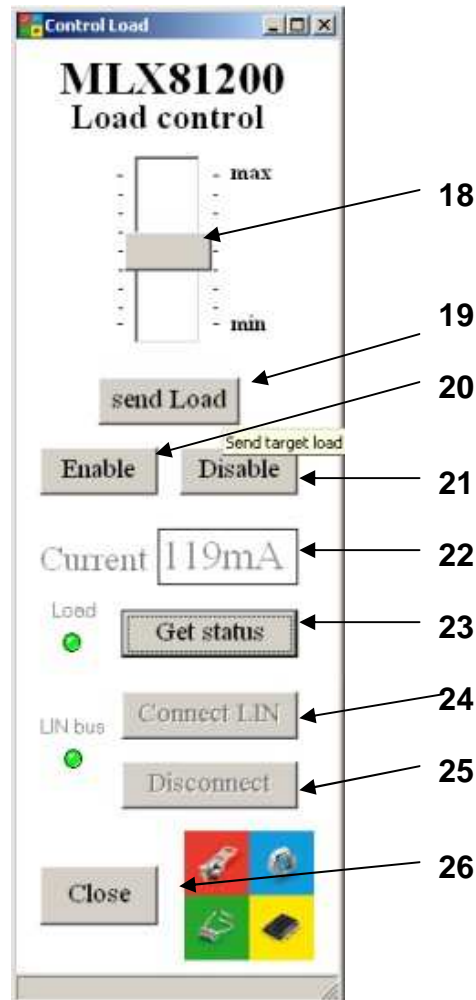 Control Load
MLX81200
Load control
max
18
min
19
send Load
20
Send target load
Enable
Disable
21
Current
119mA
22
Load
Get status
23
Connect LIN
24
LIN bus
Disconnect
25
Close
26